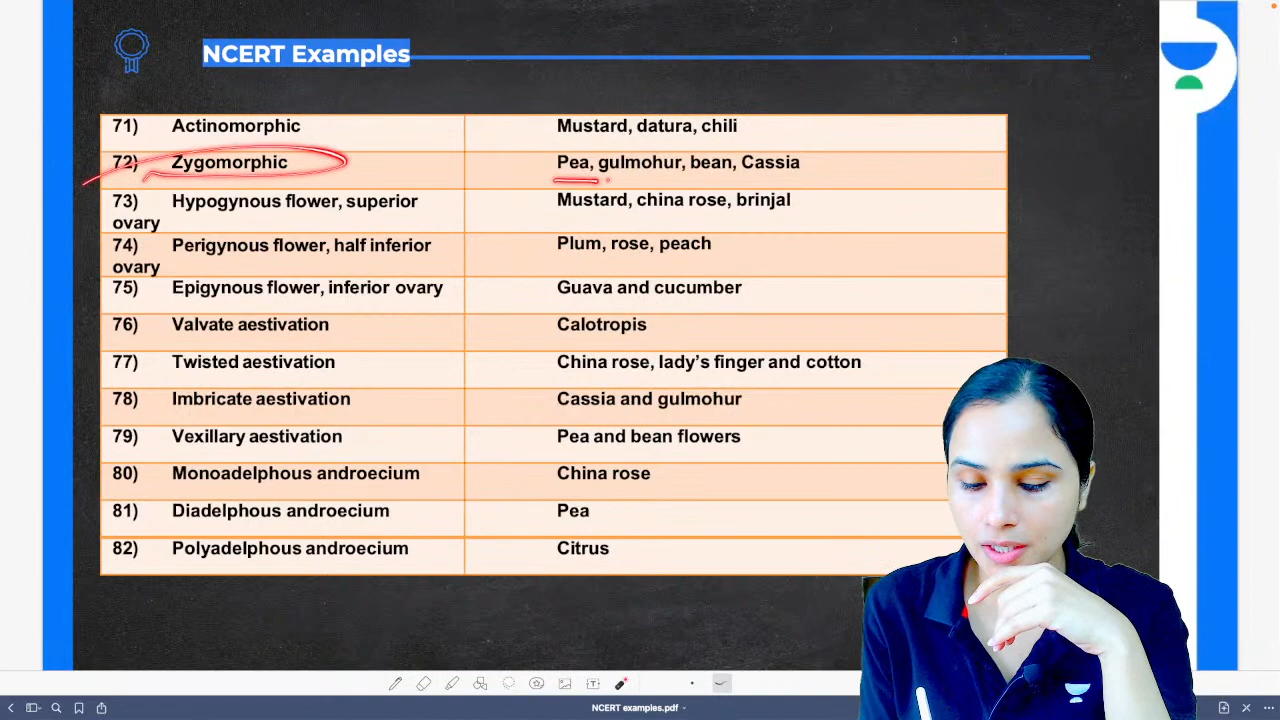 NCERT Examples
71) Actinomorphic Mustard, datura, chili
72) Zygomorphic Pea, gulmohur, bean, Cassia
73) Hypogynous flower, superior Mustard, china rose, brinjal
ovary
74) Perigynous flower, half inferior Plum, rose, peach
ovary
75) Epigynous flower, inferior ovary Guava and cucumber
76) Valvate aestivation Calotropis
77) Twisted aestivation China rose, lady's finger and cotton
78) Imbricate aestivation Cassia and gulmohur
79) Vexillary aestivation Pea and bean flowers
80) Monoadelphous androecium China rose
81) Diadelphous androecium Pea
82) Polyadelphous androecium Citrus
NCERT examples.pdf